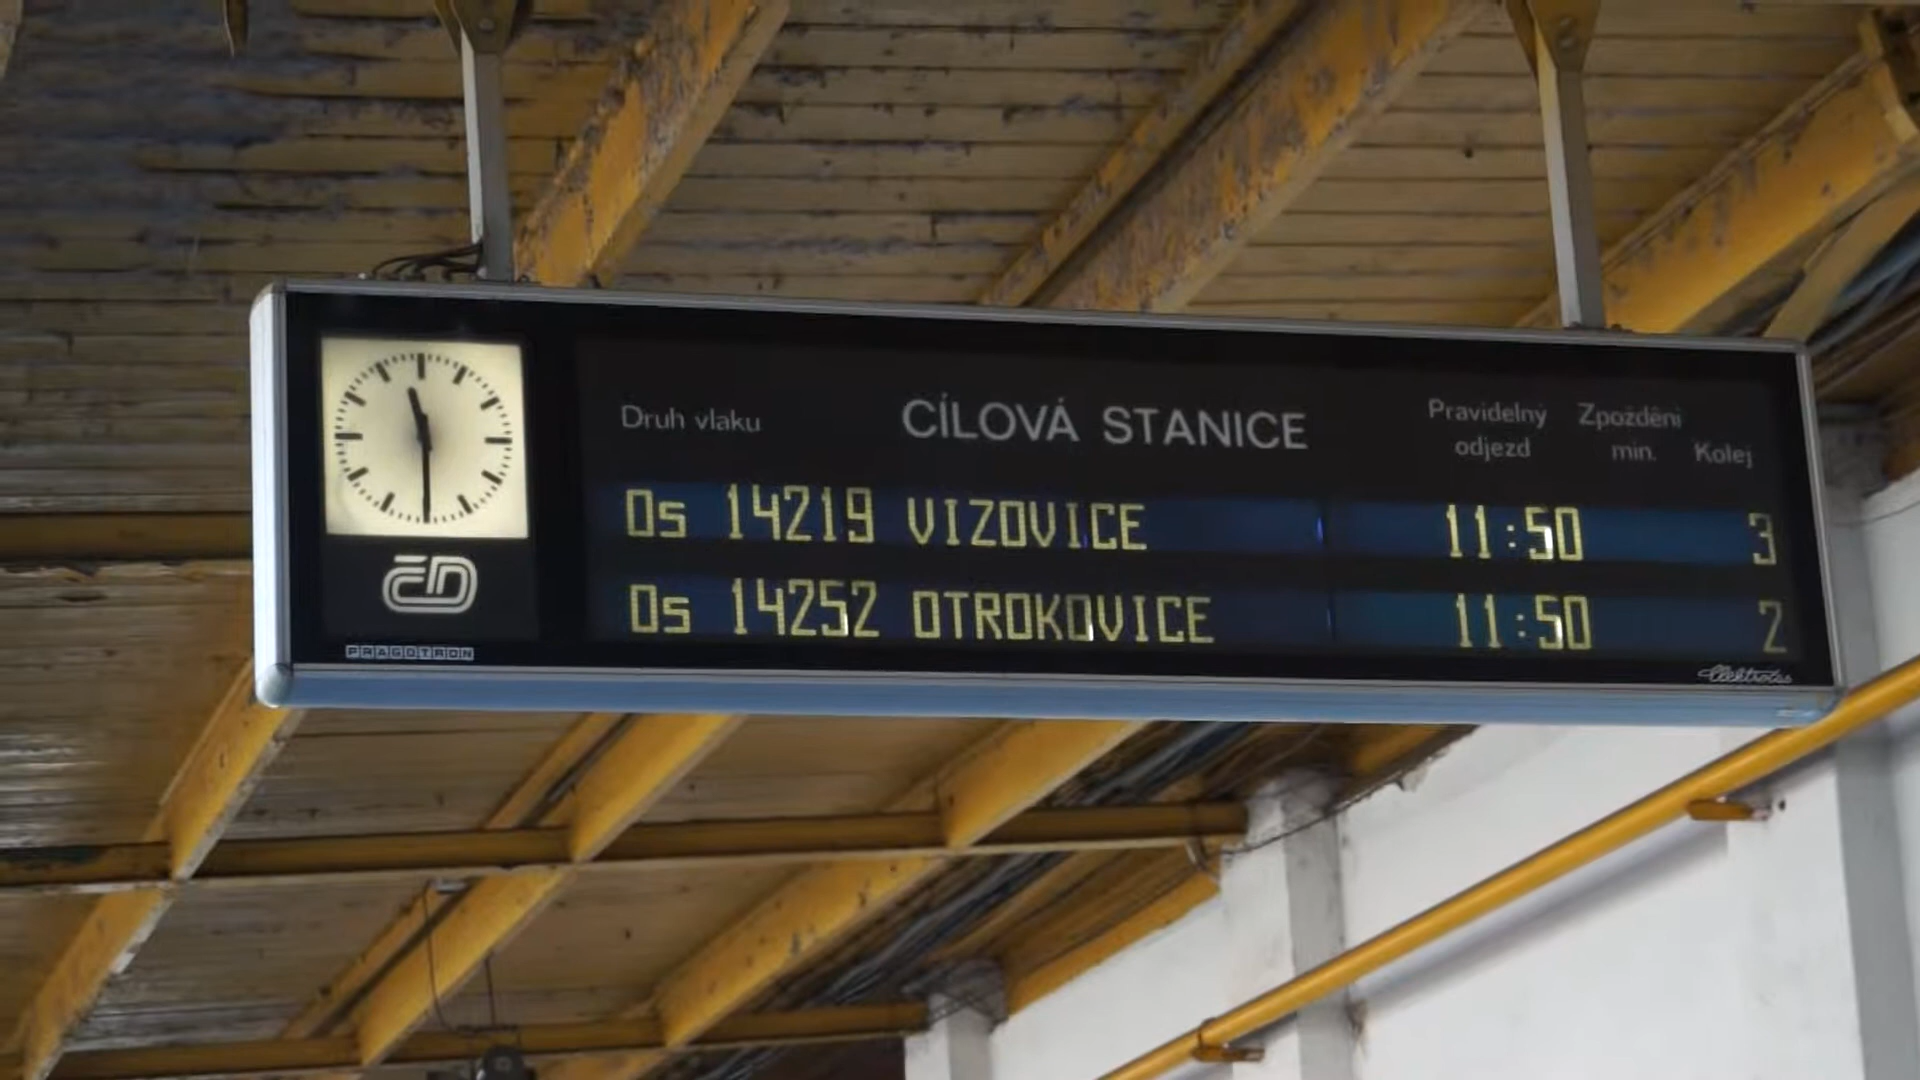 Druh vlaku CÍLOVÁ STANICE Pravidelný odjezd Zpoždění min. Kolej
Os 14219 VIZOVICE 11:50 3
Os 14252 OTROKOVICE 11:50 2
ČD
PRAGOTRON
Elektročas